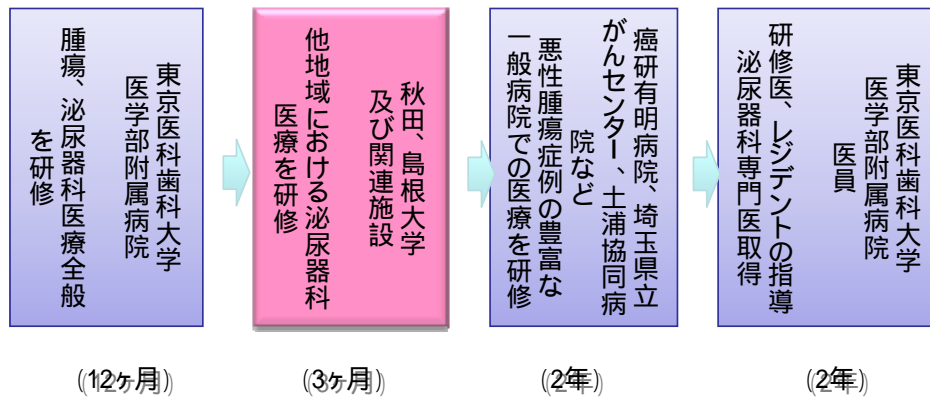 東京医科歯科大学
医学部附属病院
腫瘍、泌尿器科医療全般
を研修
秋田、島根大学
及び関連施設
他地域における泌尿器科
医療を研修
癌研有明病院、埼玉県立
がんセンター、土浦協同病
院など
悪性腫瘍症例の豊富な
一般病院での医療を研修
東京医科歯科大学
医学部附属病院
医員
研修医、レジデントの指導
泌尿器科専門医取得
(12ヶ月)
(3ヶ月)
(2年)
(2年)